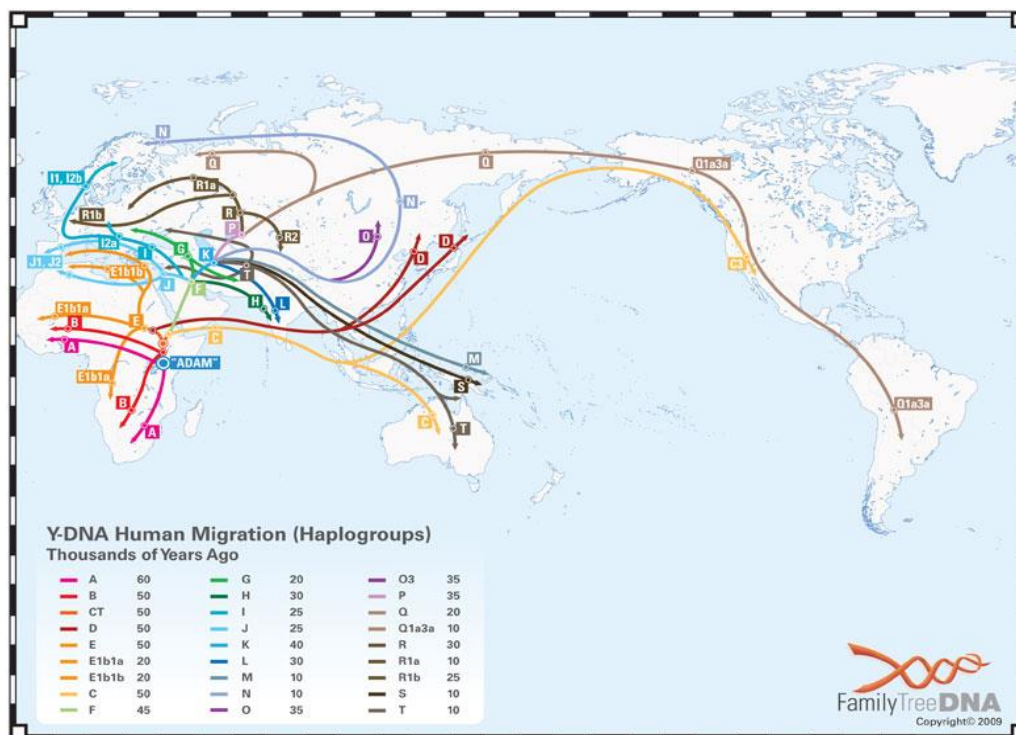 N
Q
Q
Q1a3a
I1, I2b
R1a
N
R1b
R
P
R2
O
D
I2a
I
G
K
D
J1, J2
E1b1b
J
F
T
C3
H
L
E1b1a
B
E
C
A
"ADAM"
M
E1b1a
S
B
C
Q1a3a
A
T
Y-DNA Human Migration (Haplogroups)
Thousands of Years Ago
A 60 G 20 O3 35
B 50 H 30 P 35
CT 50 I 25 Q 20
D 50 J 25 Q1a3a 10
E 50 K 40 R 30
E1b1a 20 L 30 R1a 10
E1b1b 20 M 10 R1b 25
C 50 N 10 S 10
F 45 O 35 T 10
FamilyTreeDNA
Copyright© 2009